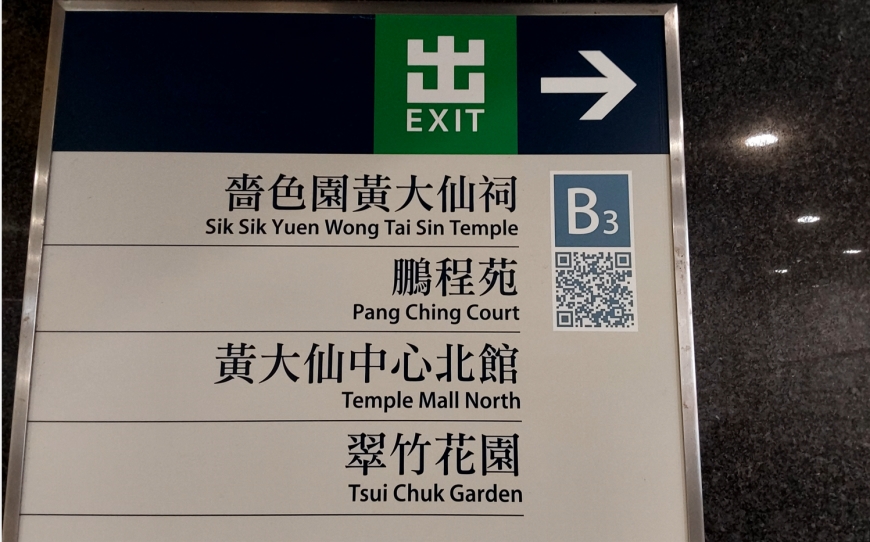 出
EXIT
嗇色園黃大仙祠
Sik Sik Yuen Wong Tai Sin Temple
B3
鵬程苑
Pang Ching Court
黃大仙中心北館
Temple Mall North
翠竹花園
Tsui Chuk Garden